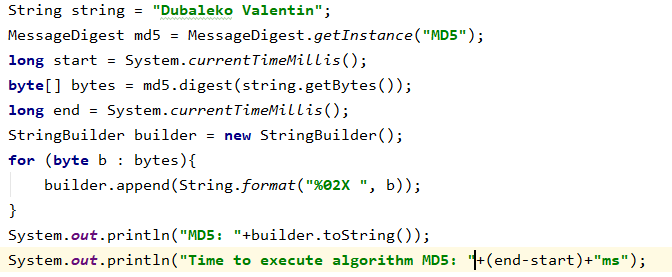 String string = "Dubaleko Valentin";
MessageDigest md5 = MessageDigest.getInstance("MD5");
long start = System.currentTimeMillis();
byte[] bytes = md5.digest(string.getBytes());
long end = System.currentTimeMillis();
StringBuilder builder = new StringBuilder();
for (byte b : bytes){
    builder.append(String.format("%02X ", b));
}
System.out.println("MD5: "+builder.toString());
System.out.println("Time to execute algorithm MD5: "+(end-start)+"ms");